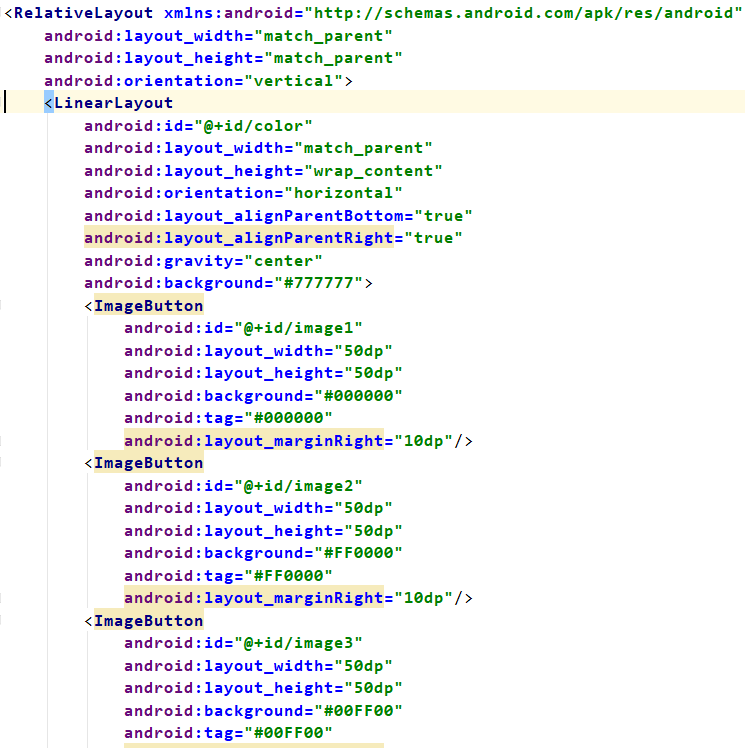 <RelativeLayout xmlns:android="http://schemas.android.com/apk/res/android"
    android:layout_width="match_parent"
    android:layout_height="match_parent"
    android:orientation="vertical">
    <LinearLayout
        android:id="@+id/color"
        android:layout_width="match_parent"
        android:layout_height="wrap_content"
        android:orientation="horizontal"
        android:layout_alignParentBottom="true"
        android:layout_alignParentRight="true"
        android:gravity="center"
        android:background="#777777">
        <ImageButton
            android:id="@+id/image1"
            android:layout_width="50dp"
            android:layout_height="50dp"
            android:background="#000000"
            android:tag="#000000"
            android:layout_marginRight="10dp"/>
        <ImageButton
            android:id="@+id/image2"
            android:layout_width="50dp"
            android:layout_height="50dp"
            android:background="#FF0000"
            android:tag="#FF0000"
            android:layout_marginRight="10dp"/>
        <ImageButton
            android:id="@+id/image3"
            android:layout_width="50dp"
            android:layout_height="50dp"
            android:background="#00FF00"
            android:tag="#00FF00"